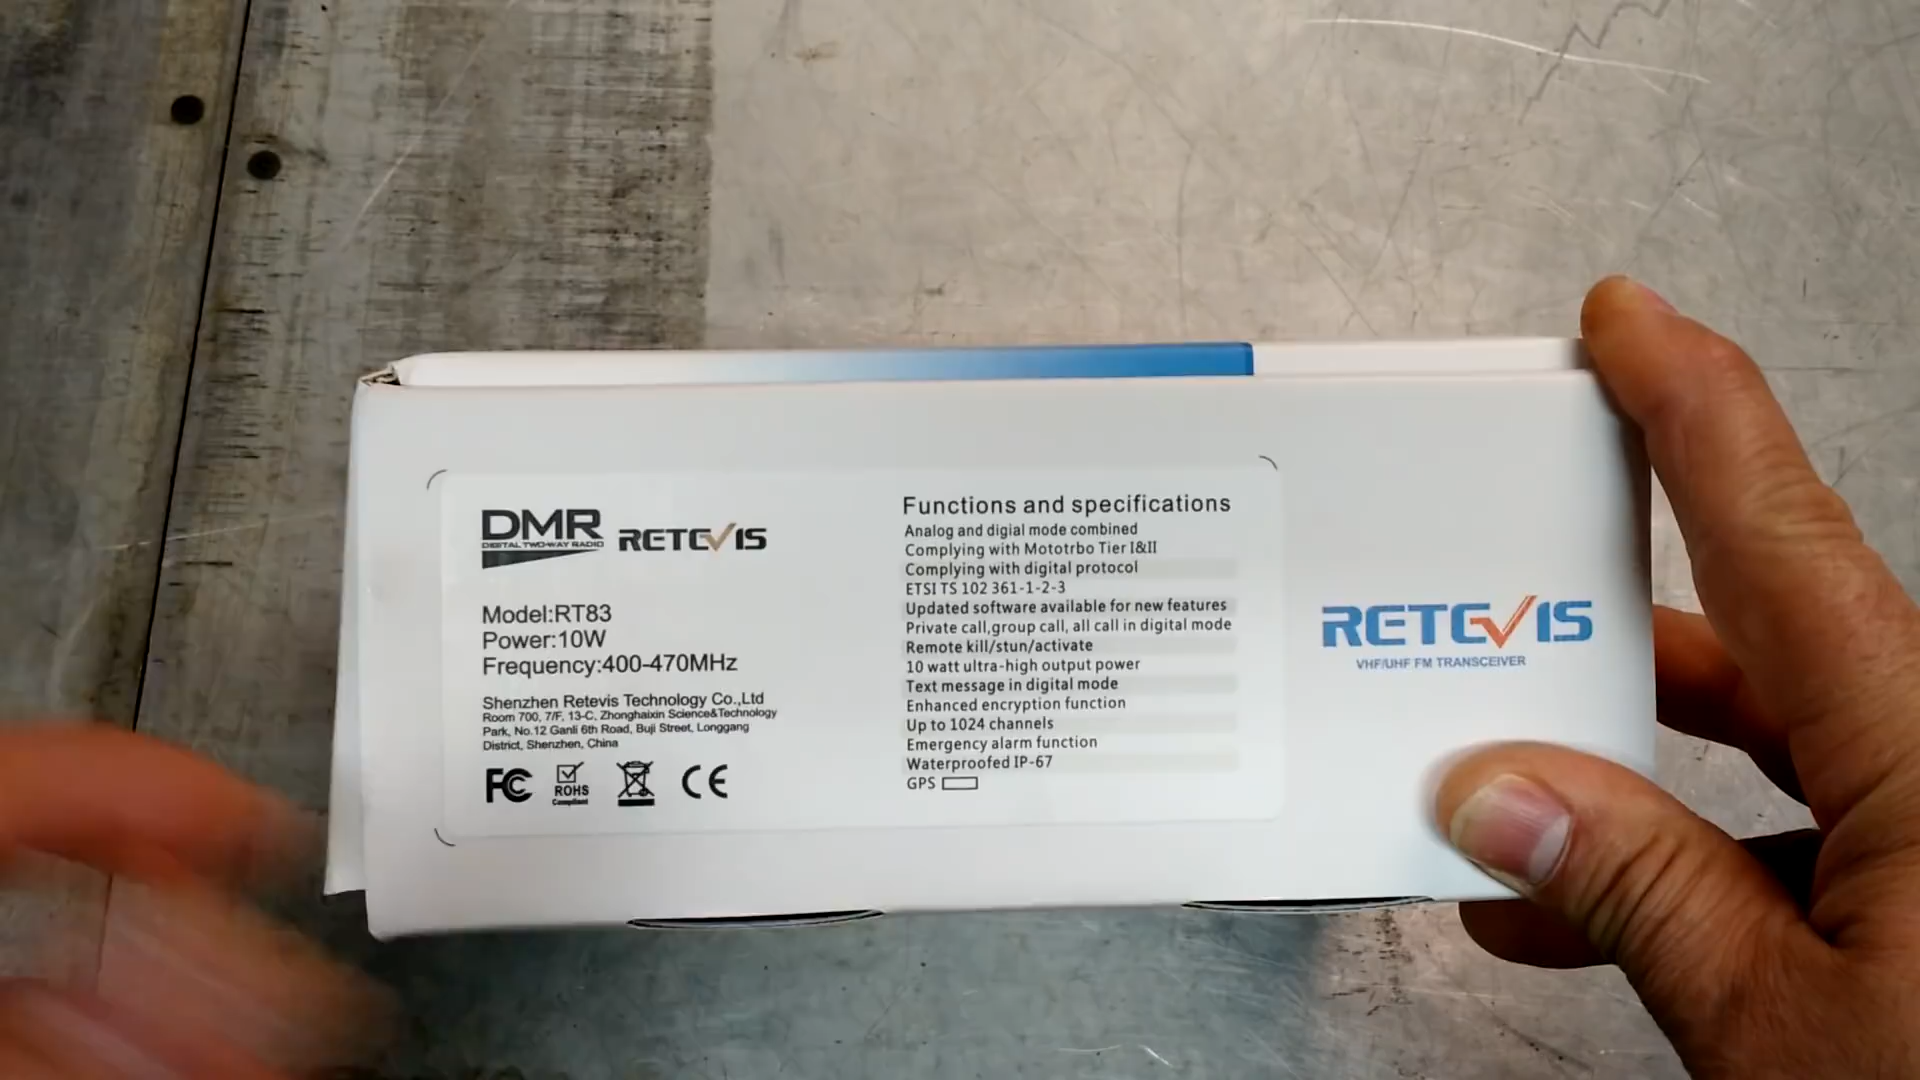 DMR
DIGITAL TWO-WAY RADIO
RETEVIS
Model:RT83
Power:10W
Frequency:400-470MHz
Shenzhen Retevis Technology Co.,Ltd
Room 700, 7/F, 13-C, Zhonghaixin Science&Technology
Park, No.12 Ganli 6th Road, Buji Street, Longgang
District, Shenzhen, China
FC
ROHS
Compliant
CE
Functions and specifications
Analog and digial mode combined
Complying with Mototrbo Tier I&II
Complying with digital protocol
ETSI TS 102 361-1-2-3
Updated software available for new features
Private call,group call, all call in digital mode
Remote kill/stun/activate
10 watt ultra-high output power
Text message in digital mode
Enhanced encryption function
Up to 1024 channels
Emergency alarm function
Waterproofed IP-67
GPS
RETEVIS
VHF/UHF FM TRANSCEIVER